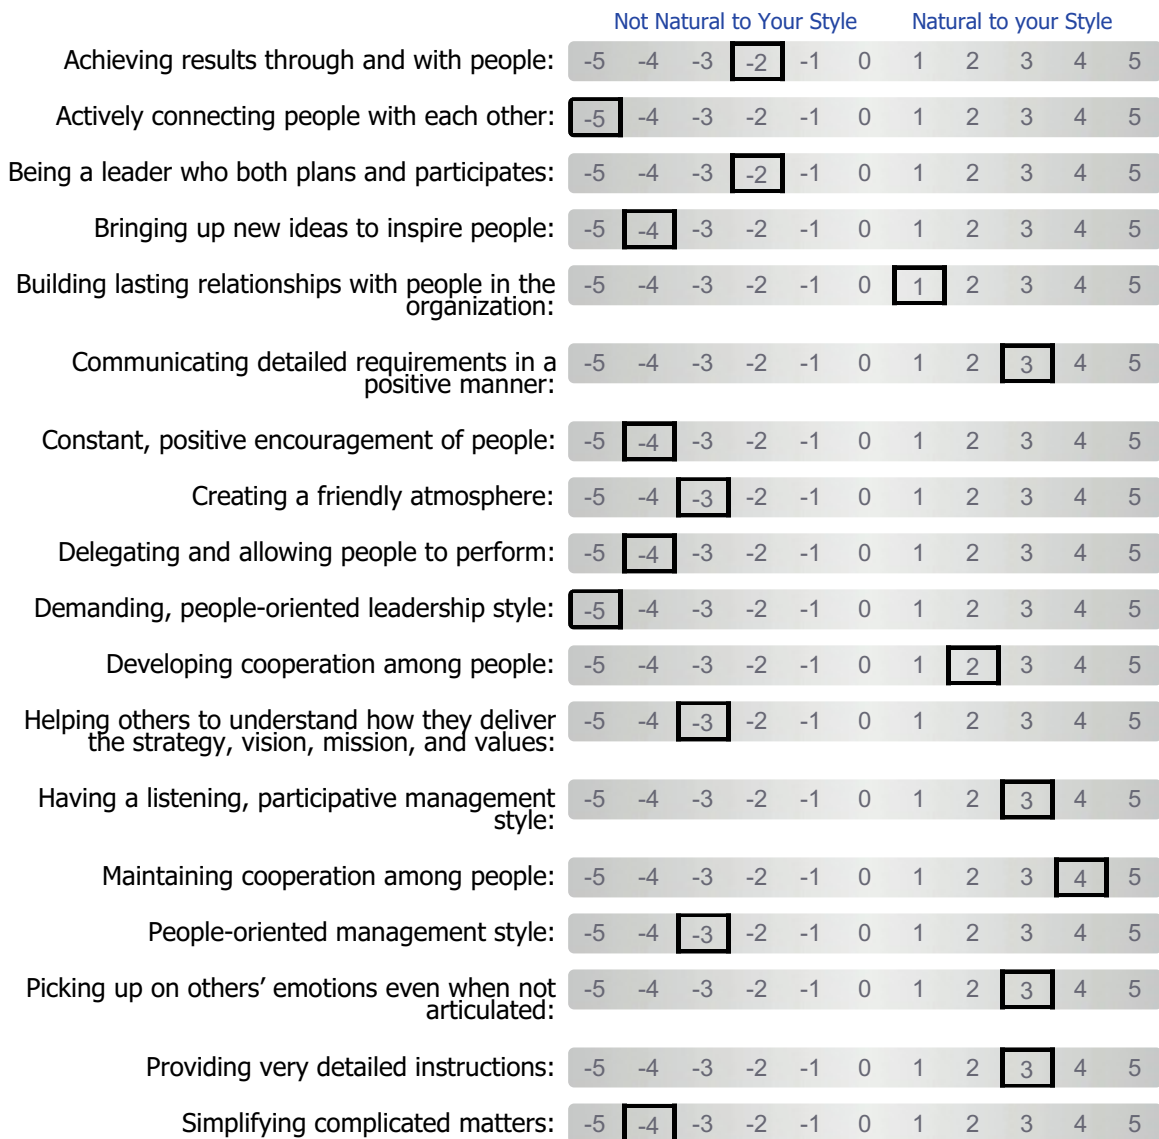 Not Natural to Your Style Natural to your Style
Achieving results through and with people: -5 -4 -3 -2 -1 0 1 2 3 4 5
Actively connecting people with each other: -5 -4 -3 -2 -1 0 1 2 3 4 5
Being a leader who both plans and participates: -5 -4 -3 -2 -1 0 1 2 3 4 5
Bringing up new ideas to inspire people: -5 -4 -3 -2 -1 0 1 2 3 4 5
Building lasting relationships with people in the
organization: -5 -4 -3 -2 -1 0 1 2 3 4 5
Communicating detailed requirements in a
positive manner: -5 -4 -3 -2 -1 0 1 2 3 4 5
Constant, positive encouragement of people: -5 -4 -3 -2 -1 0 1 2 3 4 5
Creating a friendly atmosphere: -5 -4 -3 -2 -1 0 1 2 3 4 5
Delegating and allowing people to perform: -5 -4 -3 -2 -1 0 1 2 3 4 5
Demanding, people-oriented leadership style: -5 -4 -3 -2 -1 0 1 2 3 4 5
Developing cooperation among people: -5 -4 -3 -2 -1 0 1 2 3 4 5
Helping others to understand how they deliver
the strategy, vision, mission, and values: -5 -4 -3 -2 -1 0 1 2 3 4 5
Having a listening, participative management
style: -5 -4 -3 -2 -1 0 1 2 3 4 5
Maintaining cooperation among people: -5 -4 -3 -2 -1 0 1 2 3 4 5
People-oriented management style: -5 -4 -3 -2 -1 0 1 2 3 4 5
Picking up on others’ emotions even when not
articulated: -5 -4 -3 -2 -1 0 1 2 3 4 5
Providing very detailed instructions: -5 -4 -3 -2 -1 0 1 2 3 4 5
Simplifying complicated matters: -5 -4 -3 -2 -1 0 1 2 3 4 5